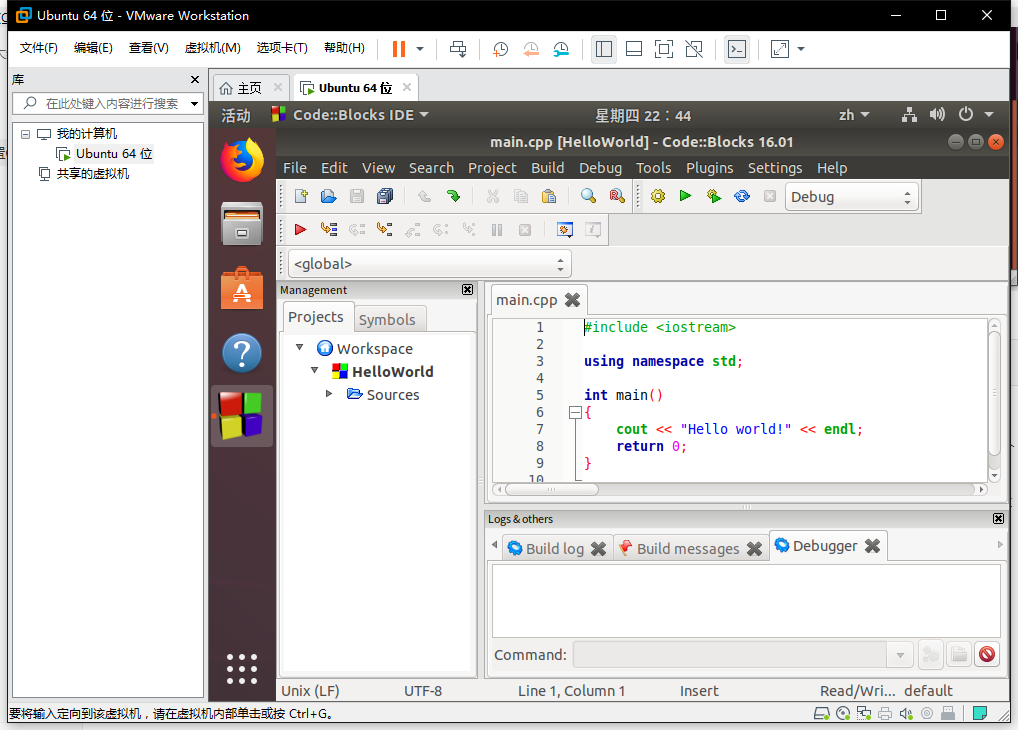 Ubuntu 64 位 - VMware Workstation
文件(F) 编辑(E) 查看(V) 虚拟机(M) 选项卡(T) 帮助(H)
库
在此处键入内容进行搜索
我的计算机
Ubuntu 64 位
共享的虚拟机
主页 Ubuntu 64 位
活动 Code::Blocks IDE 星期四 22:44 zh
main.cpp [HelloWorld] - Code::Blocks 16.01
File Edit View Search Project Build Debug Tools Plugins Settings Help
Debug
<global>
Management
Projects Symbols
Workspace
HelloWorld
Sources
main.cpp
1 #include <iostream>
2
3 using namespace std;
4
5 int main()
6 {
7 cout << "Hello world!" << endl;
8 return 0;
9 }
10
Logs & others
Build log Build messages Debugger
Command:
Unix (LF) UTF-8 Line 1, Column 1 Insert Read/Wri... default
要将输入定向到该虚拟机，请在虚拟机内部单击或按 Ctrl+G。